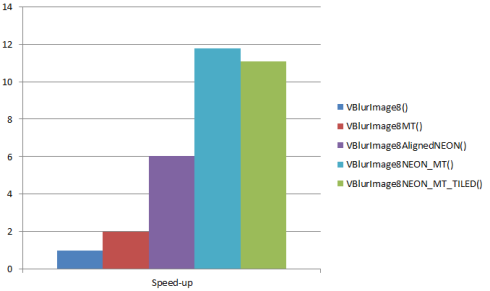 14
12
10
8
6
4
2
0
Speed-up
VBlurImage8()
VBlurImage8MT()
VBlurImage8AlignedNEON()
VBlurImage8NEON_MT()
VBlurImage8NEON_MT_TILED()